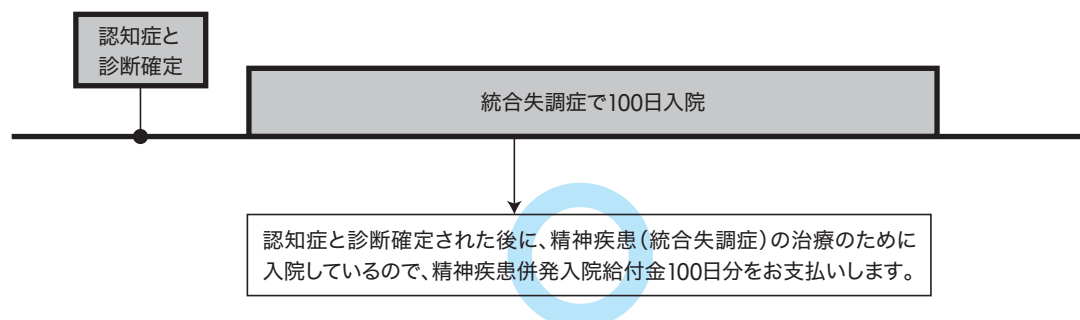 認知症と
診断確定
統合失調症で100日入院
認知症と診断確定された後に、精神疾患(統合失調症)の治療のために
入院しているので、精神疾患併発入院給付金100日分をお支払いします。